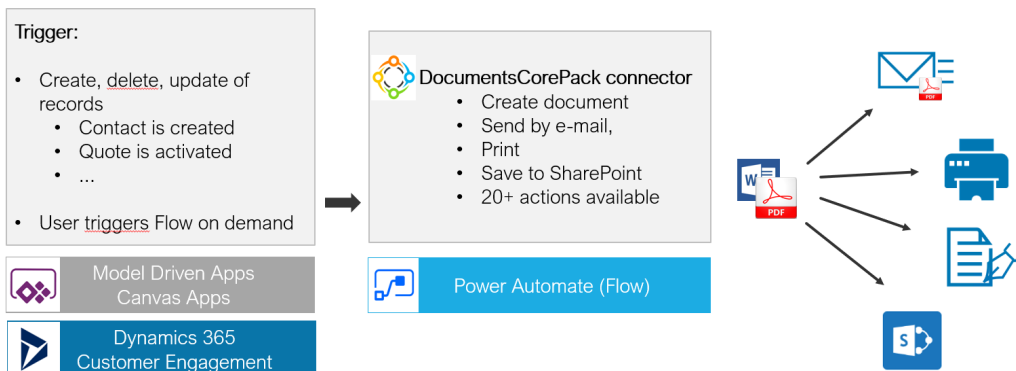 Trigger:
• Create, delete, update of
records
• Contact is created
• Quote is activated
• ...
• User triggers Flow on demand
Model Driven Apps
Canvas Apps
Dynamics 365
Customer Engagement
DocumentsCorePack connector
• Create document
• Send by e-mail,
• Print
• Save to SharePoint
• 20+ actions available
Power Automate (Flow)
W
PDF
PDF
S